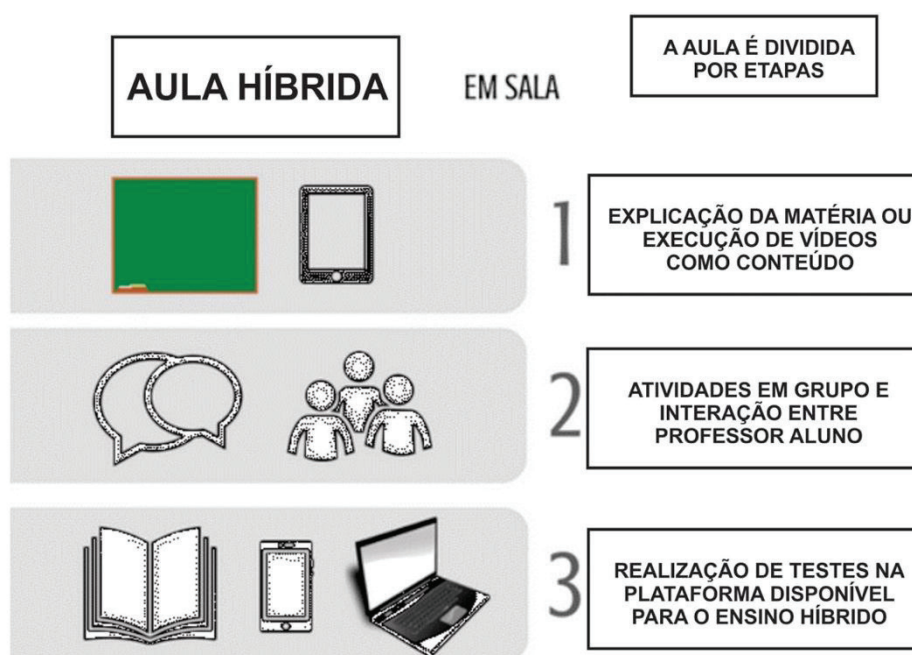 AULA HÍBRIDA
EM SALA
A AULA É DIVIDIDA
POR ETAPAS
1
EXPLICAÇÃO DA MATÉRIA OU
EXECUÇÃO DE VÍDEOS
COMO CONTEÚDO
2
ATIVIDADES EM GRUPO E
INTERAÇÃO ENTRE
PROFESSOR ALUNO
3
REALIZAÇÃO DE TESTES NA
PLATAFORMA DISPONÍVEL
PARA O ENSINO HÍBRIDO